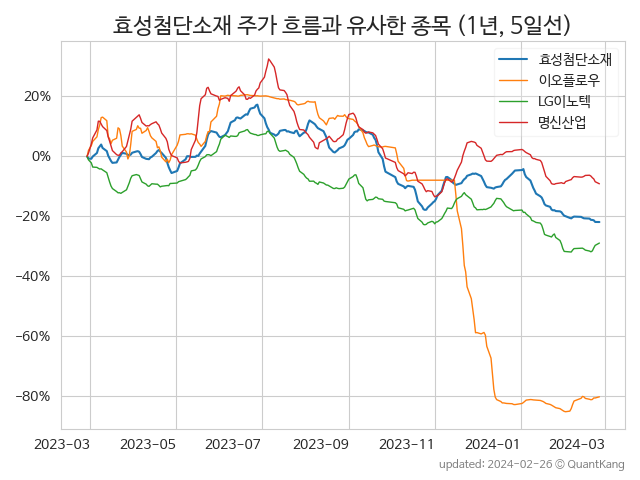 효성첨단소재 주가 흐름과 유사한 종목 (1년, 5일선)
효성첨단소재
이오플로우
LG이노텍
명신산업
20%
0%
−20%
−40%
−60%
−80%
2023-03 2023-05 2023-07 2023-09 2023-11 2024-01 2024-03
updated: 2024-02-26 © QuantKang